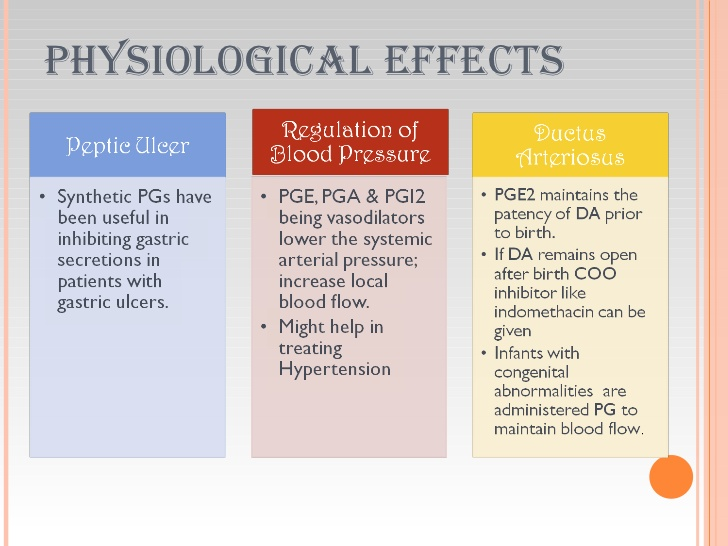 PHYSIOLOGICAL EFFECTS
Peptic Ulcer
• Synthetic PGs have
been useful in
inhibiting gastric
secretions in
patients with
gastric ulcers.
Regulation of
Blood Pressure
• PGE, PGA & PGI2
being vasodilators
lower the systemic
arterial pressure;
increase local
blood flow.
• Might help in
treating
Hypertension
Ductus
Arteriosus
• PGE2 maintains the
patency of DA prior
to birth.
• If DA remains open
after birth COO
inhibitor like
indomethacin can be
given
• Infants with
congenital
abnormalities are
administered PG to
maintain blood flow.